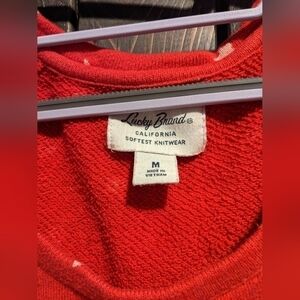 Lucky Brand®
CALIFORNIA
SOFTEST KNITWEAR
M
MADE IN
VIETNAM